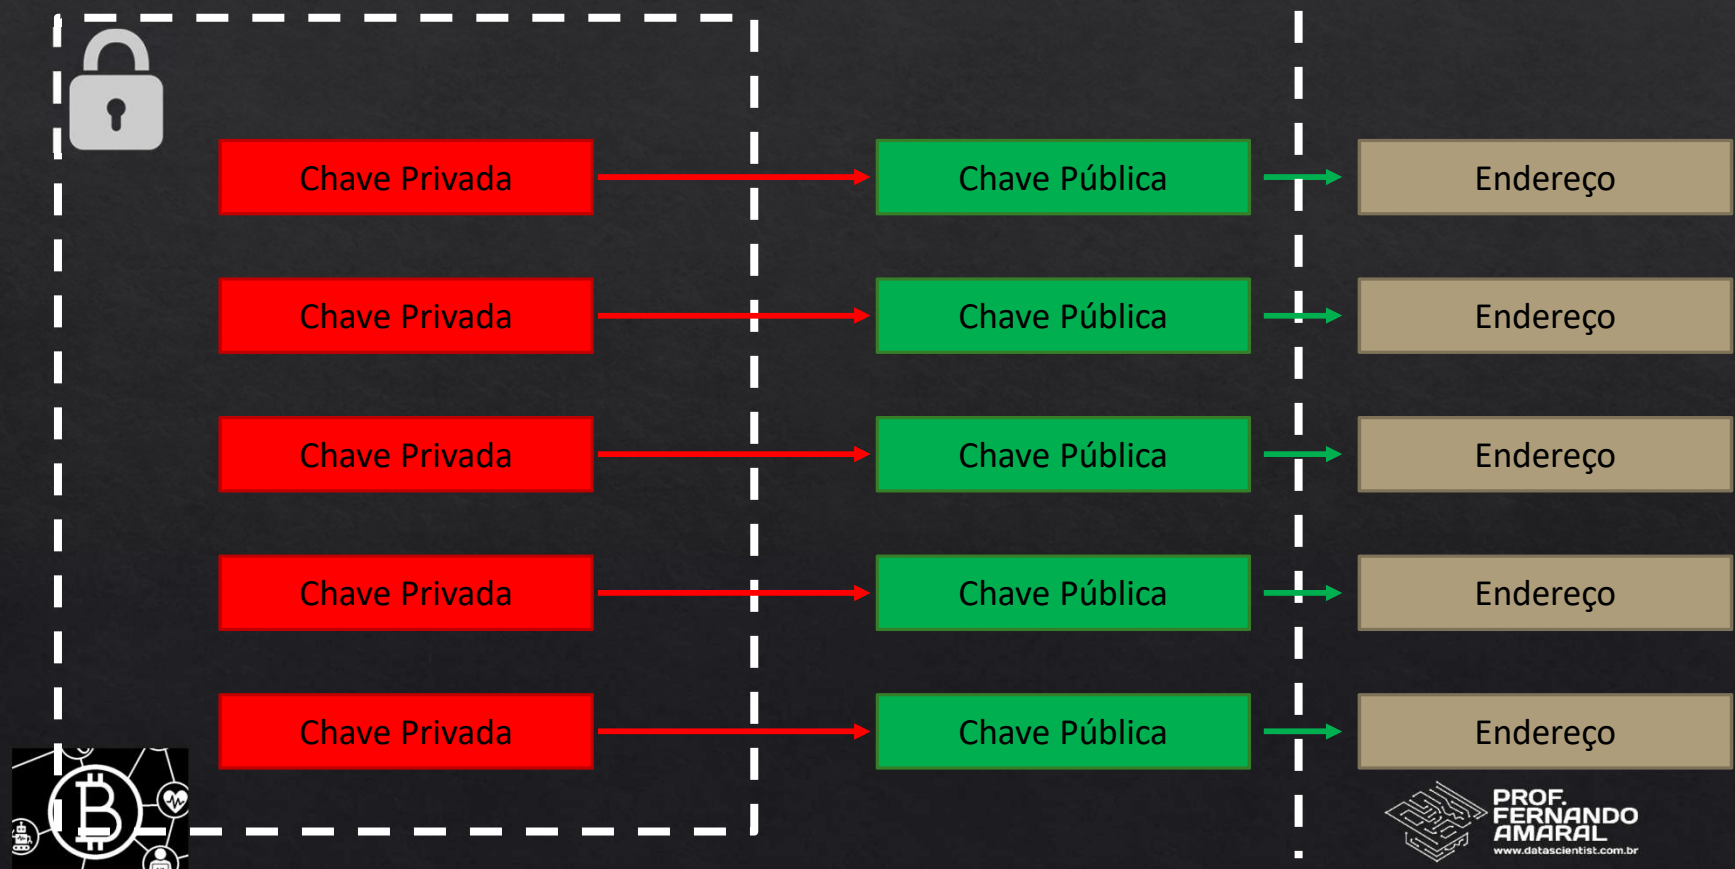 Chave Privada
Chave Pública
Endereço
Chave Privada
Chave Pública
Endereço
Chave Privada
Chave Pública
Endereço
Chave Privada
Chave Pública
Endereço
Chave Privada
Chave Pública
Endereço
PROF.
FERNANDO
AMARAL
www.datascientist.com.br